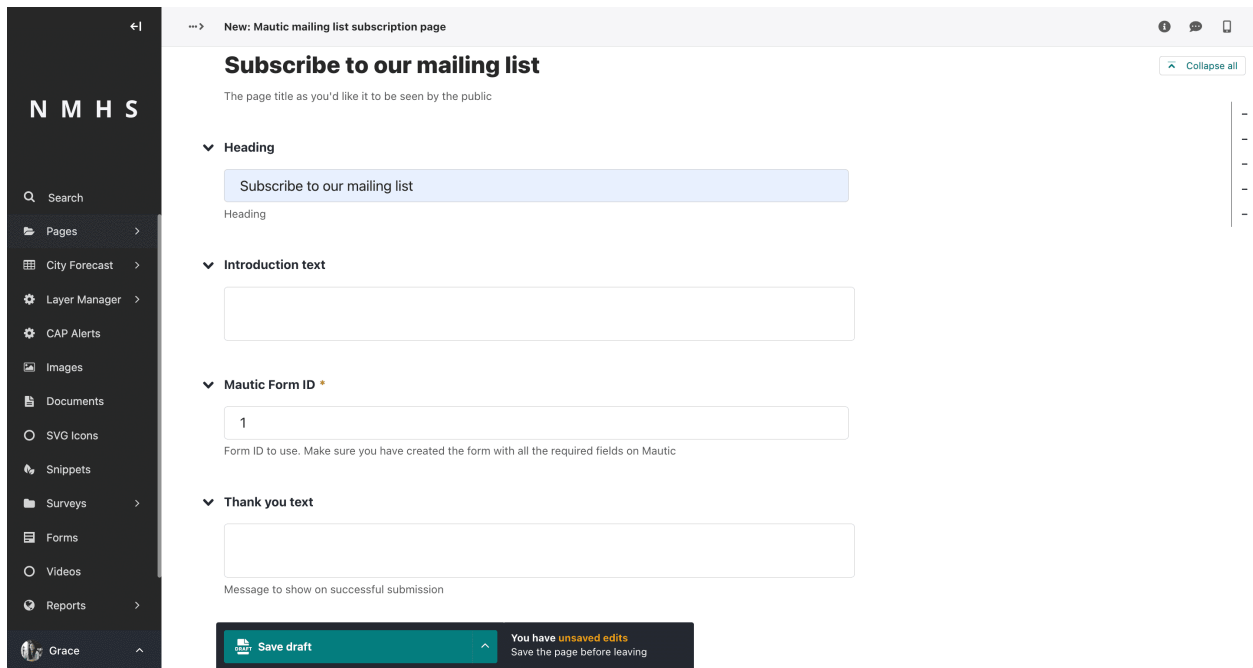 New: Mautic mailing list subscription page
NMHS
Search
Pages
City Forecast
Layer Manager
CAP Alerts
Images
Documents
SVG Icons
Snippets
Surveys
Forms
Videos
Reports
Grace
Subscribe to our mailing list
Collapse all
The page title as you'd like it to be seen by the public
Heading
Subscribe to our mailing list
Heading
Introduction text
Mautic Form ID *
1
Form ID to use. Make sure you have created the form with all the required fields on Mautic
Thank you text
Message to show on successful submission
DRAFT Save draft
You have unsaved edits
Save the page before leaving